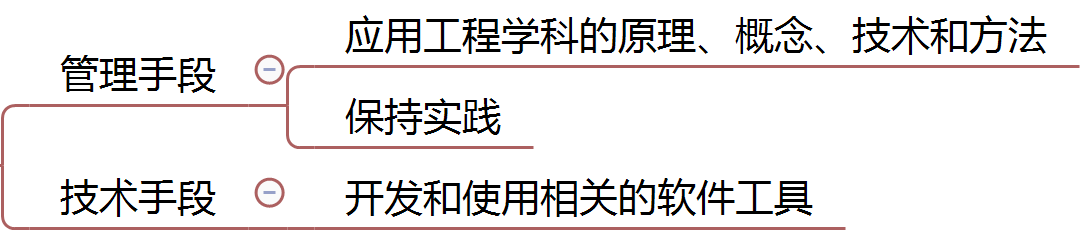 管理手段
应用工程学科的原理、概念、技术和方法
保持实践
技术手段
开发和使用相关的软件工具